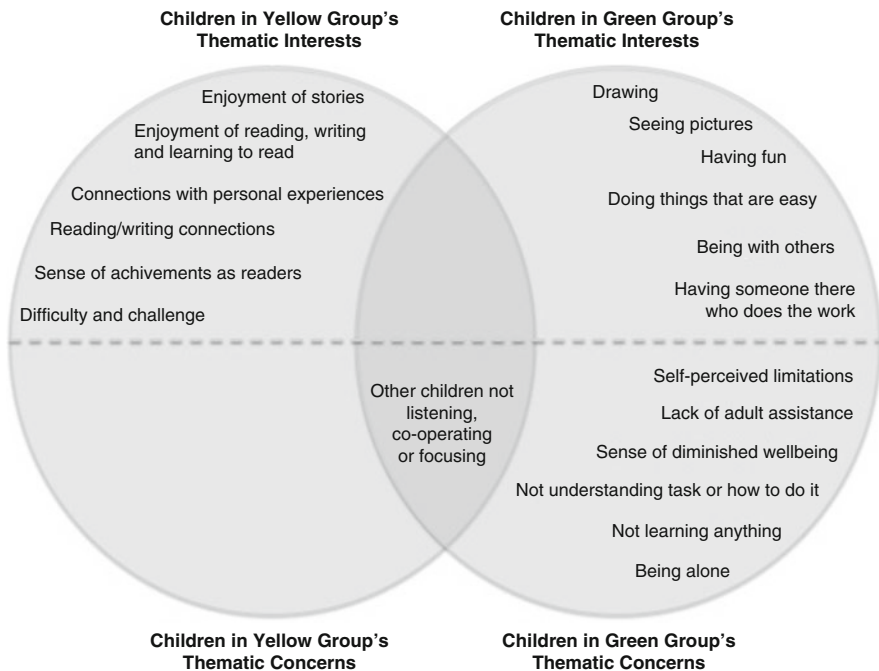 Children in Yellow Group's
Thematic Interests
Children in Green Group's
Thematic Interests
Enjoyment of stories
Enjoyment of reading, writing
and learning to read
Connections with personal experiences
Reading/writing connections
Sense of achivements as readers
Difficulty and challenge
Drawing
Seeing pictures
Having fun
Doing things that are easy
Being with others
Having someone there
who does the work
Other children not
listening,
co-operating
or focusing
Self-perceived limitations
Lack of adult assistance
Sense of diminished wellbeing
Not understanding task or how to do it
Not learning anything
Being alone
Children in Yellow Group's
Thematic Concerns
Children in Green Group's
Thematic Concerns